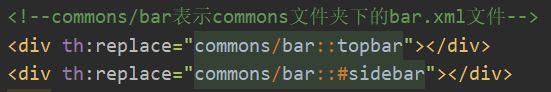 <!--commons/bar表示commons文件夹下的bar.xml文件-->
<div th:replace="commons/bar::topbar"></div>
<div th:replace="commons/bar::#sidebar"></div>